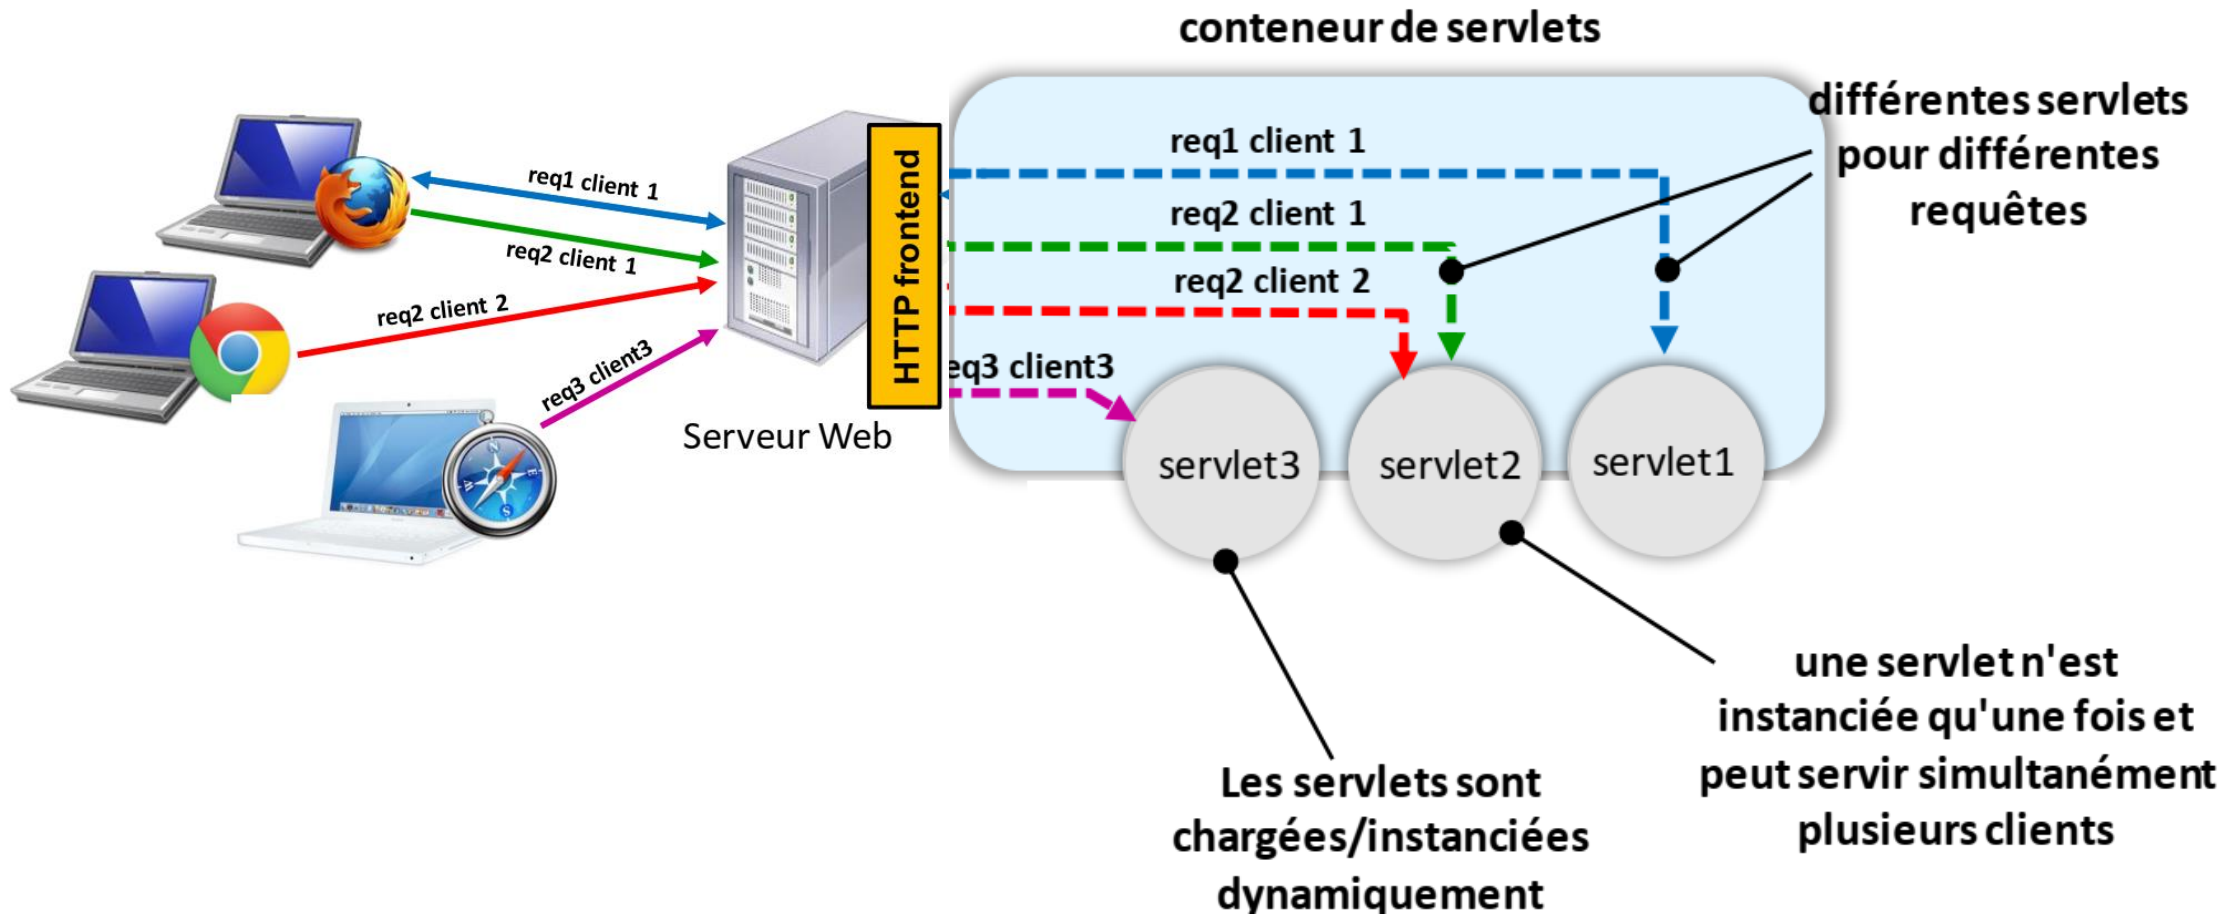 conteneur de servlets
différentes servlets
pour différentes
requêtes
req1 client 1
req2 client 1
req2 client 2
req3 client3
HTTP frontend
Serveur Web
req1 client 1
req2 client 1
req2 client 2
eq3 client3
servlet3
servlet2
servlet1
une servlet n'est
instanciée qu'une fois et
peut servir simultanément
plusieurs clients
Les servlets sont
chargées/instanciées
dynamiquement